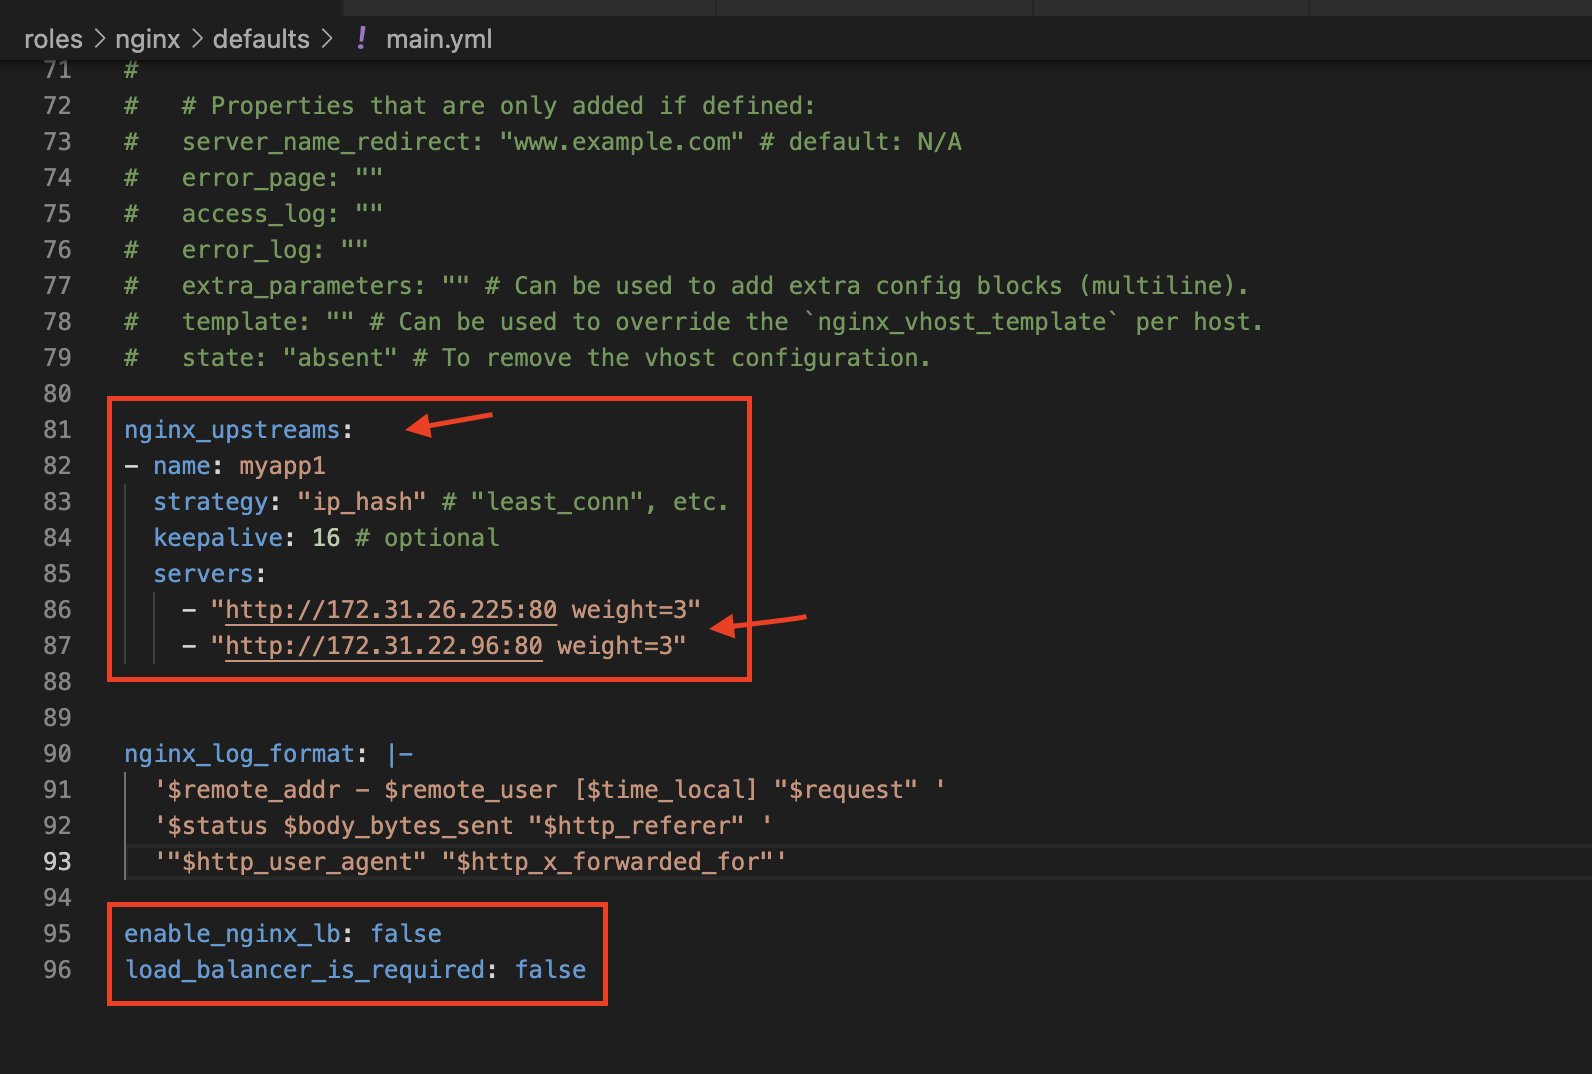 roles > nginx > defaults > ! main.yml
71 #
72 #   # Properties that are only added if defined:
73 #   server_name_redirect: "www.example.com" # default: N/A
74 #   error_page: ""
75 #   access_log: ""
76 #   error_log: ""
77 #   extra_parameters: "" # Can be used to add extra config blocks (multiline).
78 #   template: "" # Can be used to override the `nginx_vhost_template` per host.
79 #   state: "absent" # To remove the vhost configuration.
80
81 nginx_upstreams:
82 - name: myapp1
83   strategy: "ip_hash" # "least_conn", etc.
84   keepalive: 16 # optional
85   servers:
86     - "http://172.31.26.225:80 weight=3"
87     - "http://172.31.22.96:80 weight=3"
88
89
90 nginx_log_format: |-
91   '$remote_addr - $remote_user [$time_local] "$request" '
92   '$status $body_bytes_sent "$http_referer" '
93   '"$http_user_agent" "$http_x_forwarded_for"'
94
95 enable_nginx_lb: false
96 load_balancer_is_required: false